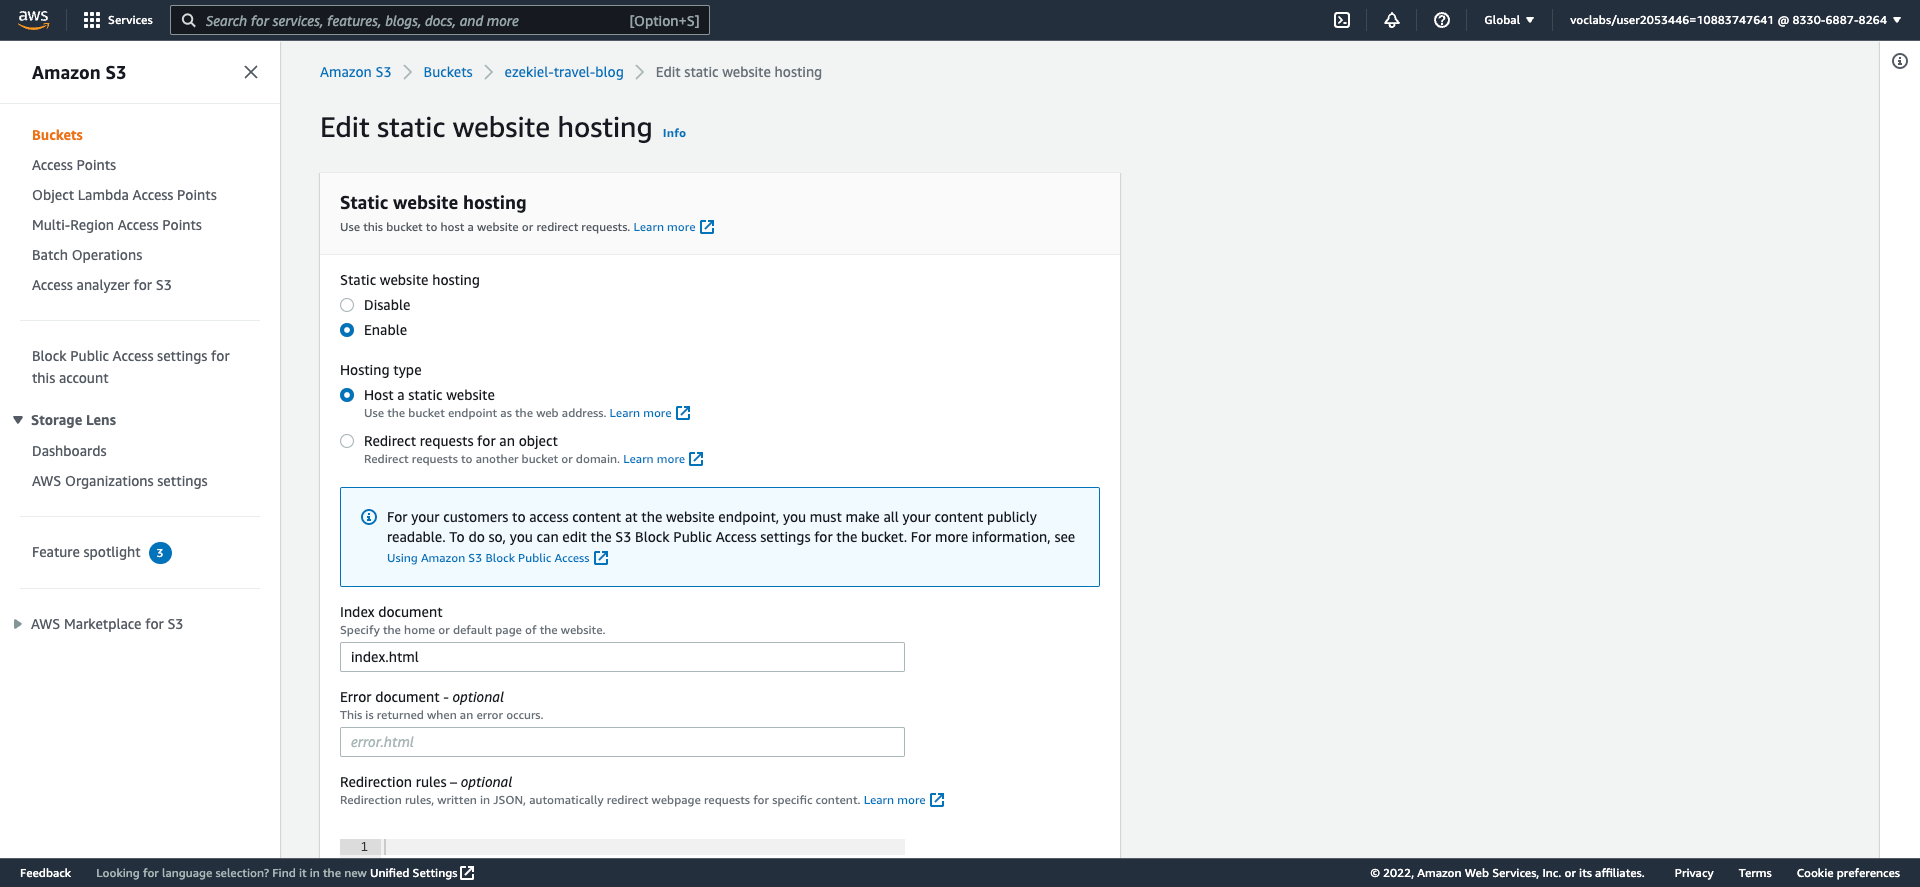 aws
Services
Search for services, features, blogs, docs, and more
[Option+S]
Global
voclabs/user2053446=10883747641 @ 8330-6887-8264
Amazon S3
Buckets
Access Points
Object Lambda Access Points
Multi-Region Access Points
Batch Operations
Access analyzer for S3
Block Public Access settings for
this account
Storage Lens
Dashboards
AWS Organizations settings
Feature spotlight 3
AWS Marketplace for S3
Amazon S3 > Buckets > ezekiel-travel-blog > Edit static website hosting
Edit static website hosting Info
Static website hosting
Use this bucket to host a website or redirect requests. Learn more
Static website hosting
Disable
Enable
Hosting type
Host a static website
Use the bucket endpoint as the web address. Learn more
Redirect requests for an object
Redirect requests to another bucket or domain. Learn more
For your customers to access content at the website endpoint, you must make all your content publicly
readable. To do so, you can edit the S3 Block Public Access settings for the bucket. For more information, see
Using Amazon S3 Block Public Access
Index document
Specify the home or default page of the website.
index.html
Error document - optional
This is returned when an error occurs.
error.html
Redirection rules – optional
Redirection rules, written in JSON, automatically redirect webpage requests for specific content. Learn more
1
Feedback
Looking for language selection? Find it in the new Unified Settings
© 2022, Amazon Web Services, Inc. or its affiliates.
Privacy
Terms
Cookie preferences